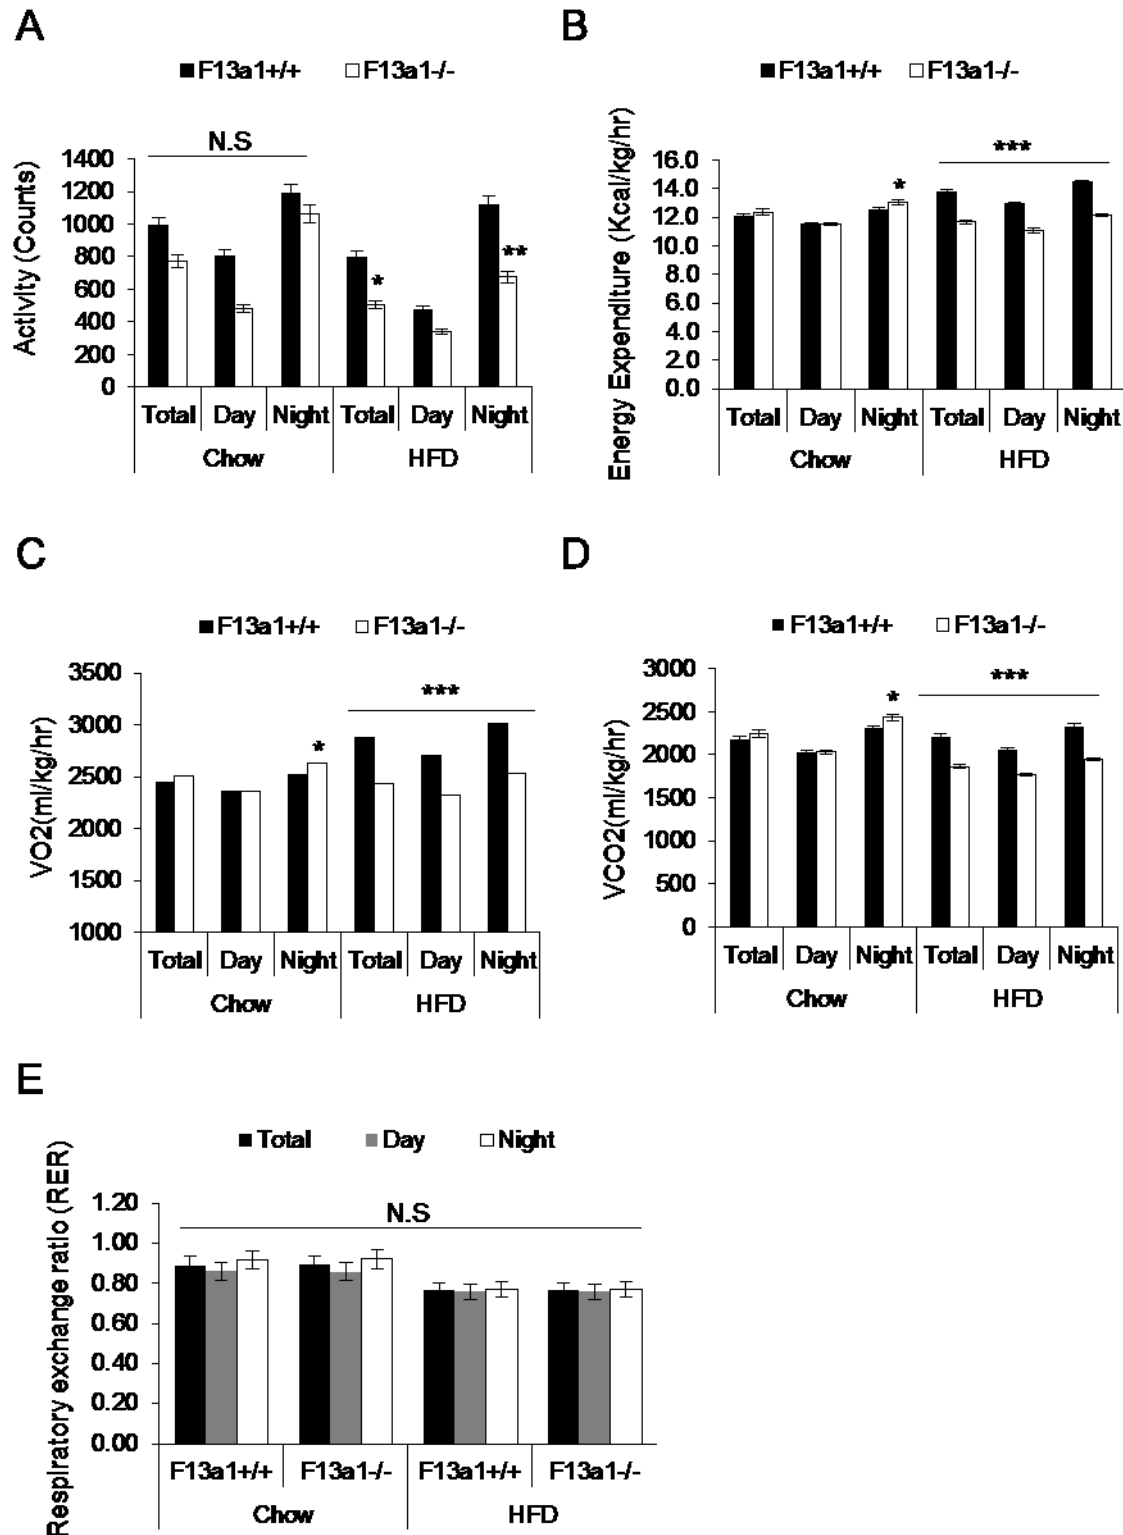 A
F13a1+/+ F13a1-/-
N.S
Activity (Counts)
1400
1200
1000
800
600
400
200
0
* **
Total Day Night Total Day Night
Chow HFD
B
F13a1+/+ F13a1-/-
Energy Expenditure (Kcal/kg/hr)
16.0
14.0
12.0
10.0
8.0
6.0
4.0
2.0
0.0
* ***
Total Day Night Total Day Night
Chow HFD
C
F13a1+/+ F13a1-/-
VO2(ml/kg/hr)
3500
3000
2500
2000
1500
1000
* ***
Total Day Night Total Day Night
Chow HFD
D
F13a1+/+ F13a1-/-
VCO2(ml/kg/hr)
3000
2500
2000
1500
1000
500
0
* ***
Total Day Night Total Day Night
Chow HFD
E
Total Day Night
Respiratory exchange ratio (RER)
1.20
1.00
0.80
0.60
0.40
0.20
0.00
N.S
F13a1+/+ F13a1-/- F13a1+/+ F13a1-/-
Chow HFD